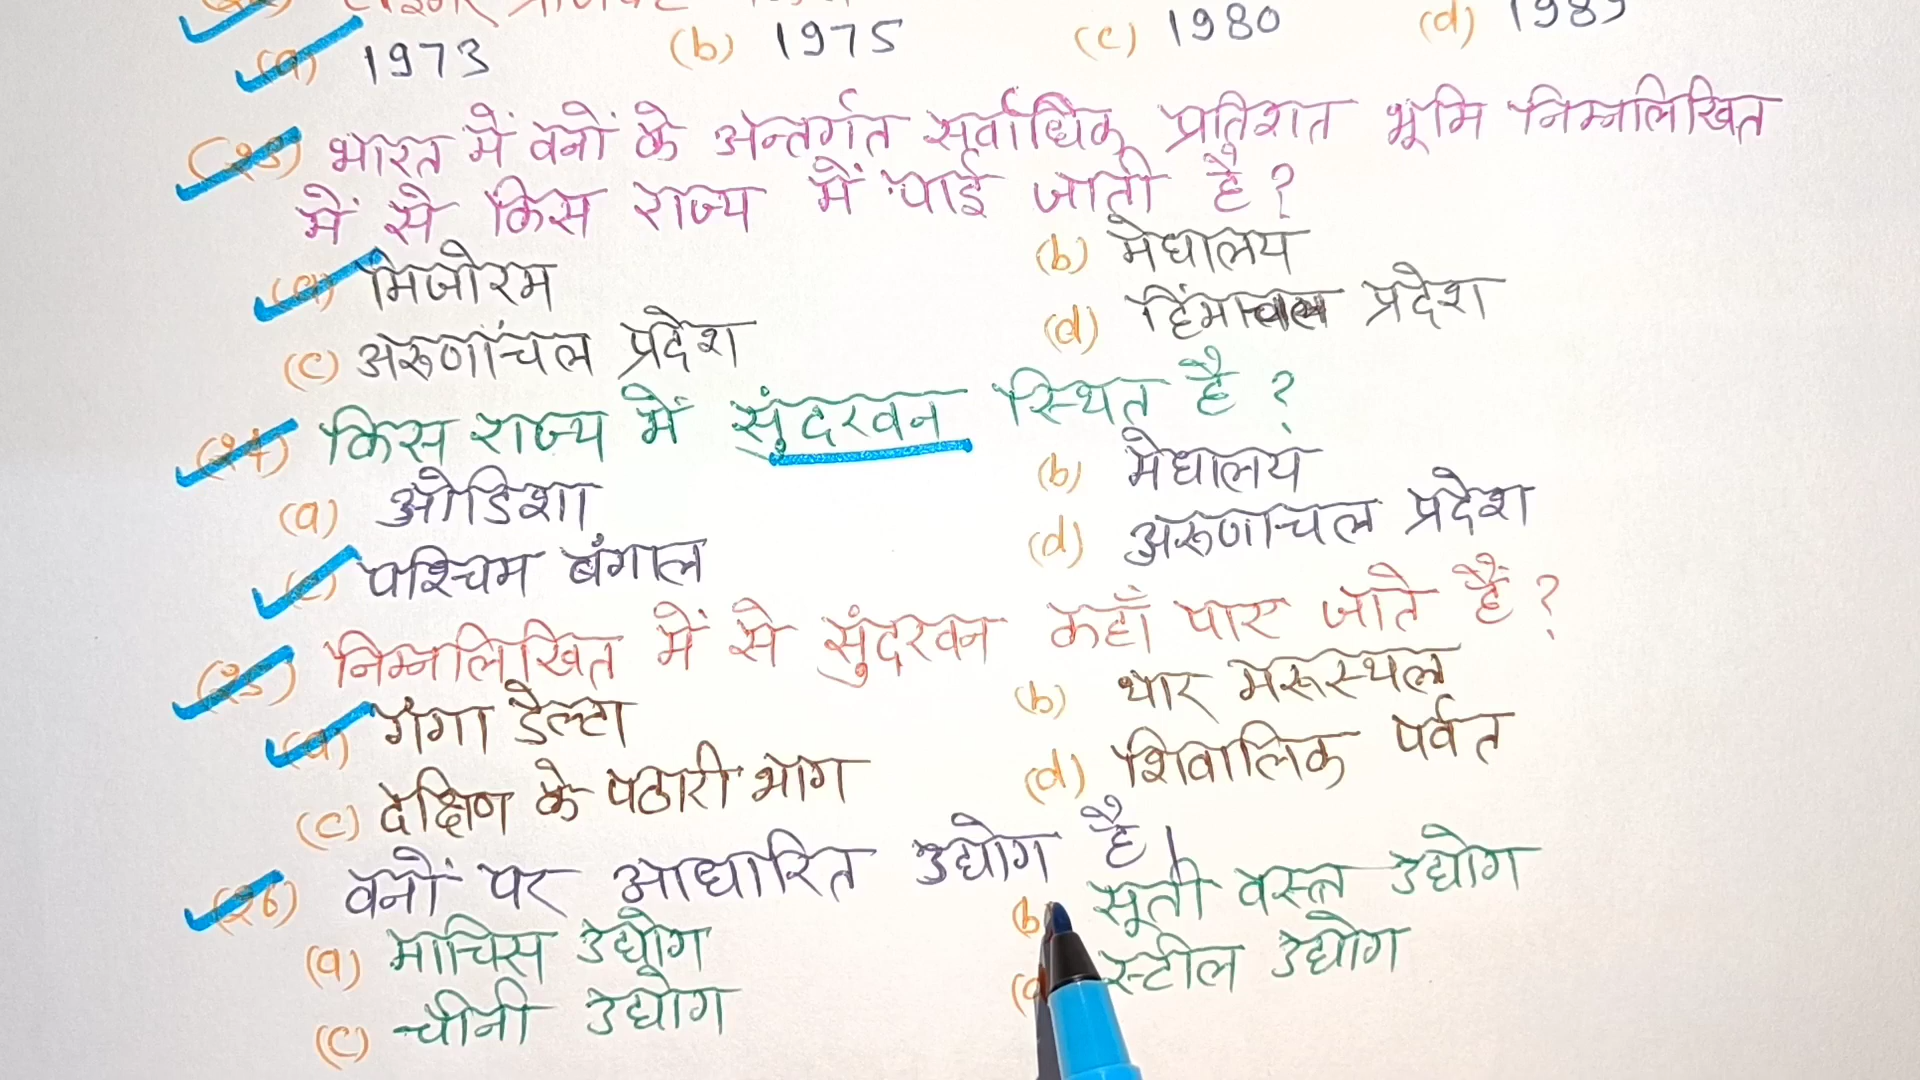 टाइगर प्रोजेक्ट
(a) 1973 (b) 1975 (c) 1980 (d) 1985
(23) भारत में वनों के अन्तर्गत सर्वाधिक प्रतिशत भूमि निम्नलिखित
में से किस राज्य में पाई जाती है ?
(a) मिजोरम (b) मेघालय
(c) अरूणांचल प्रदेश (d) हिंमाचल प्रदेश
(24) किस राज्य में सुंदरवन स्थित है ?
(a) ओडिशा (b) मेघालय
(c) पश्चिम बंगाल (d) अरूणाचल प्रदेश
(25) निम्नलिखित में से सुंदरवन कहाँ पाए जाते हैं ?
(a) गंगा डेल्टा (b) थार मरूस्थल
(c) दक्षिण के पठारी भाग (d) शिवालिक पर्वत
(26) वनों पर आधारित उद्योग है।
(a) माचिस उद्योग (b) सूती वस्त्र उद्योग
(c) चीनी उद्योग (d) स्टील उद्योग